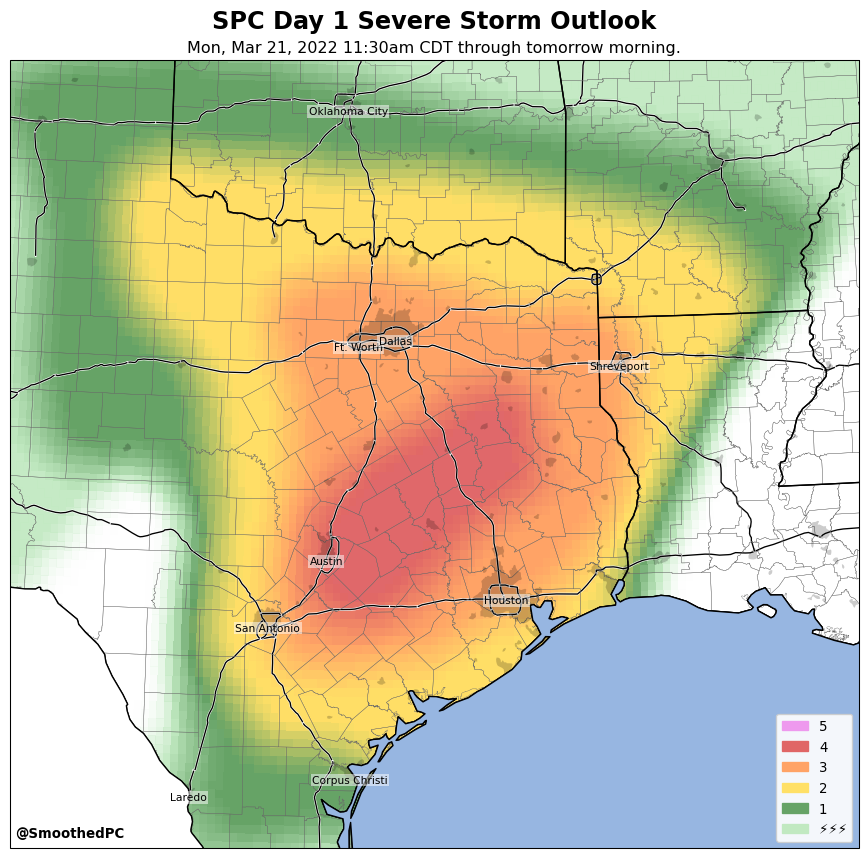 SPC Day 1 Severe Storm Outlook
Mon, Mar 21, 2022 11:30am CDT through tomorrow morning.
Oklahoma City
Ft. Worth
Dallas
Shreveport
Austin
Houston
San Antonio
Corpus Christi
Laredo
5
4
3
2
1
⚡⚡⚡
@SmoothedPC